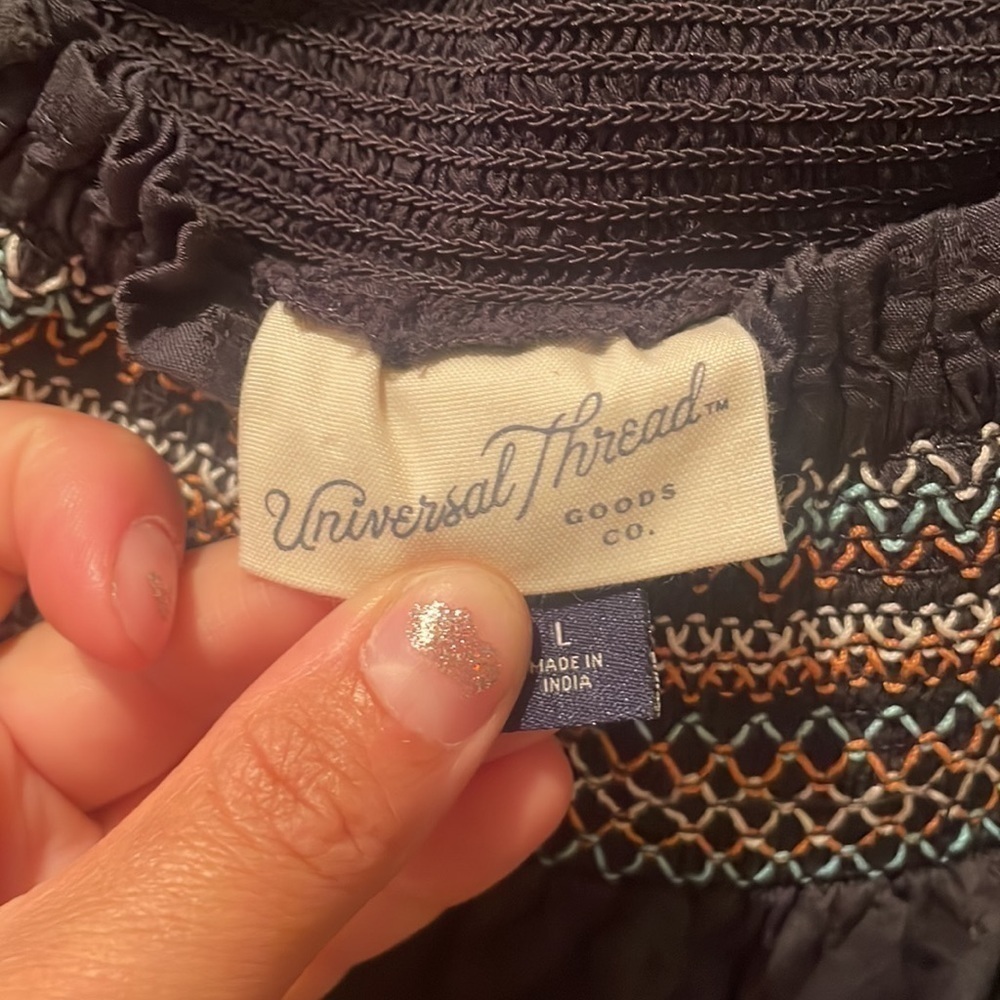 Universal Thread™
GOODS
CO.
L
MADE IN
INDIA